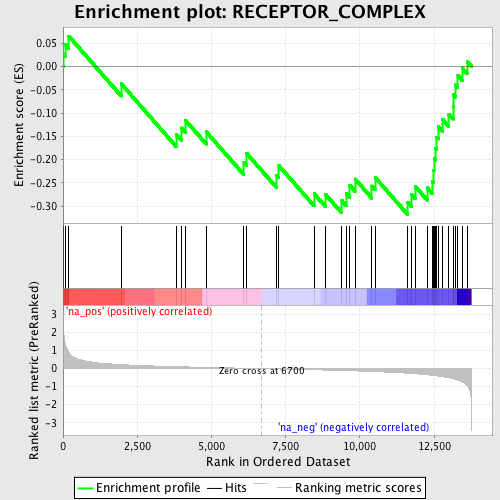 Enrichment plot: RECEPTOR_COMPLEX
Enrichment score (ES)
0.05
0.00
-0.05
-0.10
-0.15
-0.20
-0.25
-0.30
'na_pos' (positively correlated)
Ranked list metric (PreRanked)
3
2
1
0
-1
-2
-3
Zero cross at 6700
'na_neg' (negatively correlated)
0
2,500
5,000
7,500
10,000
12,500
Rank in Ordered Dataset
Enrichment profile
Hits
Ranking metric scores